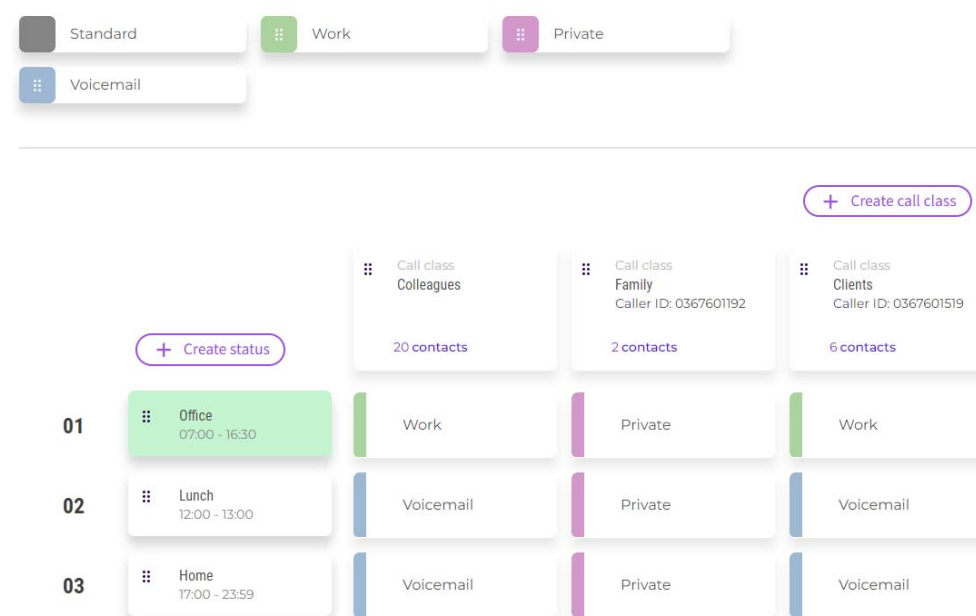 Standard
Work
Private
Voicemail
+ Create call class
Call class
Colleagues
20 contacts
Call class
Family
Caller ID: 0367601192
2 contacts
Call class
Clients
Caller ID: 0367601519
6 contacts
+ Create status
01
Office
07:00 - 16:30
Work
Private
Work
02
Lunch
12:00 - 13:00
Voicemail
Private
Voicemail
03
Home
17:00 - 23:59
Voicemail
Private
Voicemail